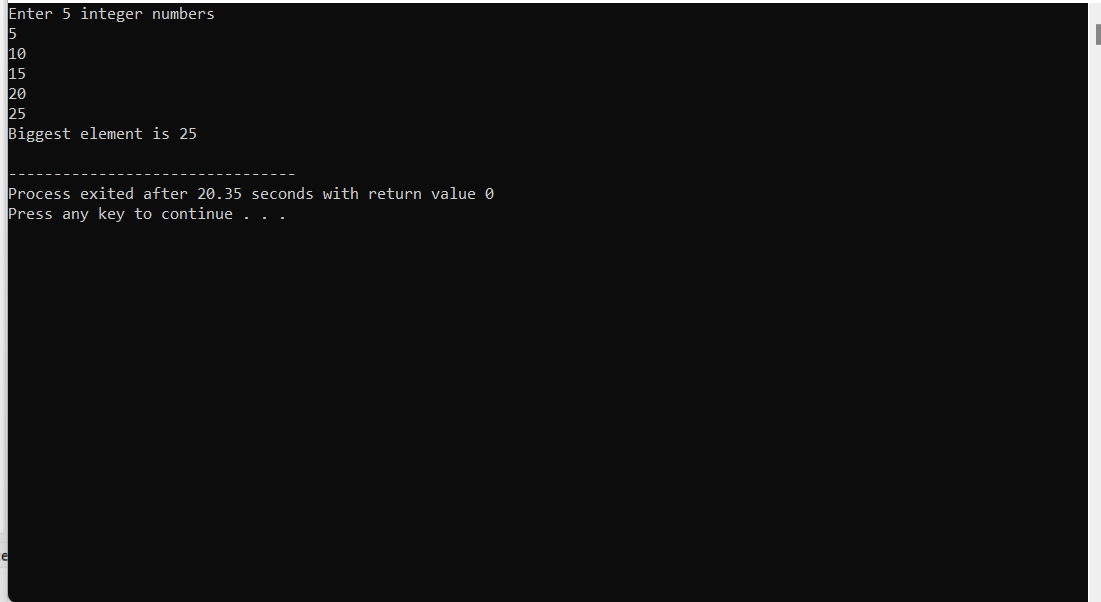 Enter 5 integer numbers
5
10
15
20
25
Biggest element is 25
--------------------------------
Process exited after 20.35 seconds with return value 0
Press any key to continue . . .